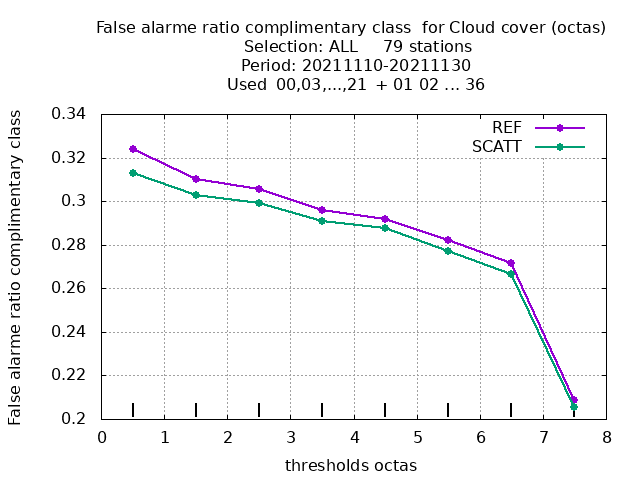 False alarme ratio complimentary class  for Cloud cover (octas)
Selection: ALL     79 stations
Period: 20211110-20211130
Used  00,03,...,21  + 01 02 ... 36
REF
SCATT
False alarme ratio complimentary class
0.34
0.32
0.3
0.28
0.26
0.24
0.22
0.2
0 1 2 3 4 5 6 7 8
thresholds octas